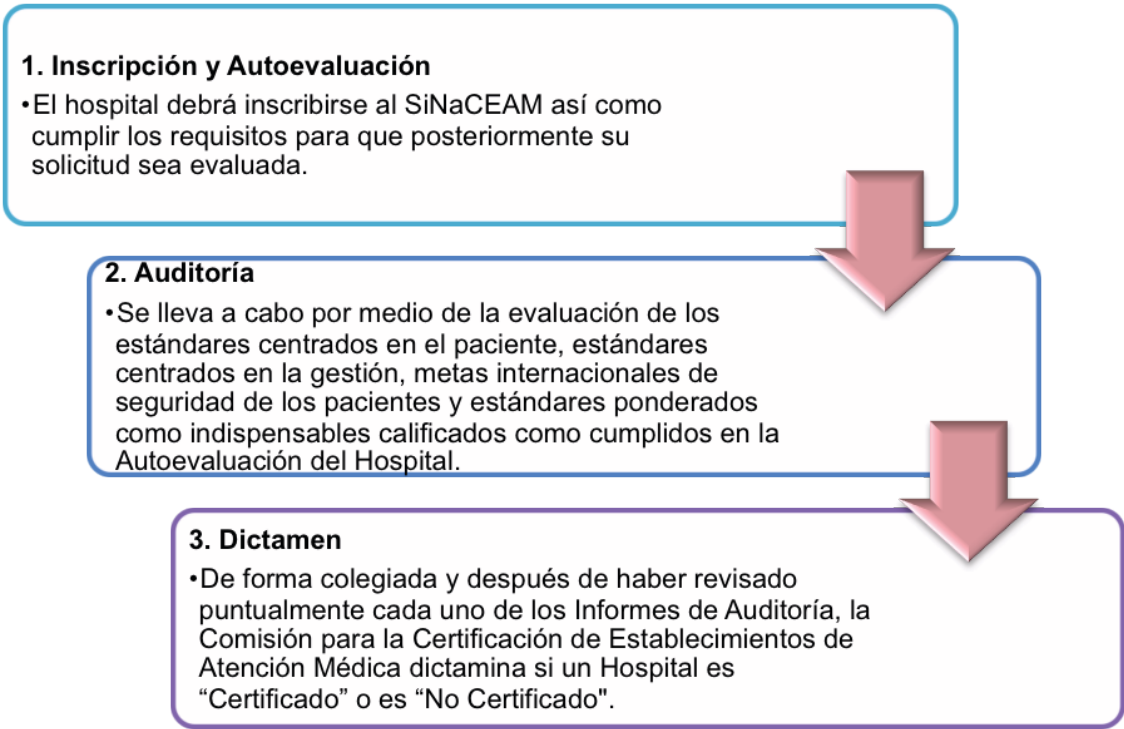 1. Inscripción y Autoevaluación
•El hospital debrá inscribirse al SiNaCEAM así como
cumplir los requisitos para que posteriormente su
solicitud sea evaluada.
2. Auditoría
•Se lleva a cabo por medio de la evaluación de los
estándares centrados en el paciente, estándares
centrados en la gestión, metas internacionales de
seguridad de los pacientes y estándares ponderados
como indispensables calificados como cumplidos en la
Autoevaluación del Hospital.
3. Dictamen
•De forma colegiada y después de haber revisado
puntualmente cada uno de los Informes de Auditoría, la
Comisión para la Certificación de Establecimientos de
Atención Médica dictamina si un Hospital es
“Certificado” o es “No Certificado".